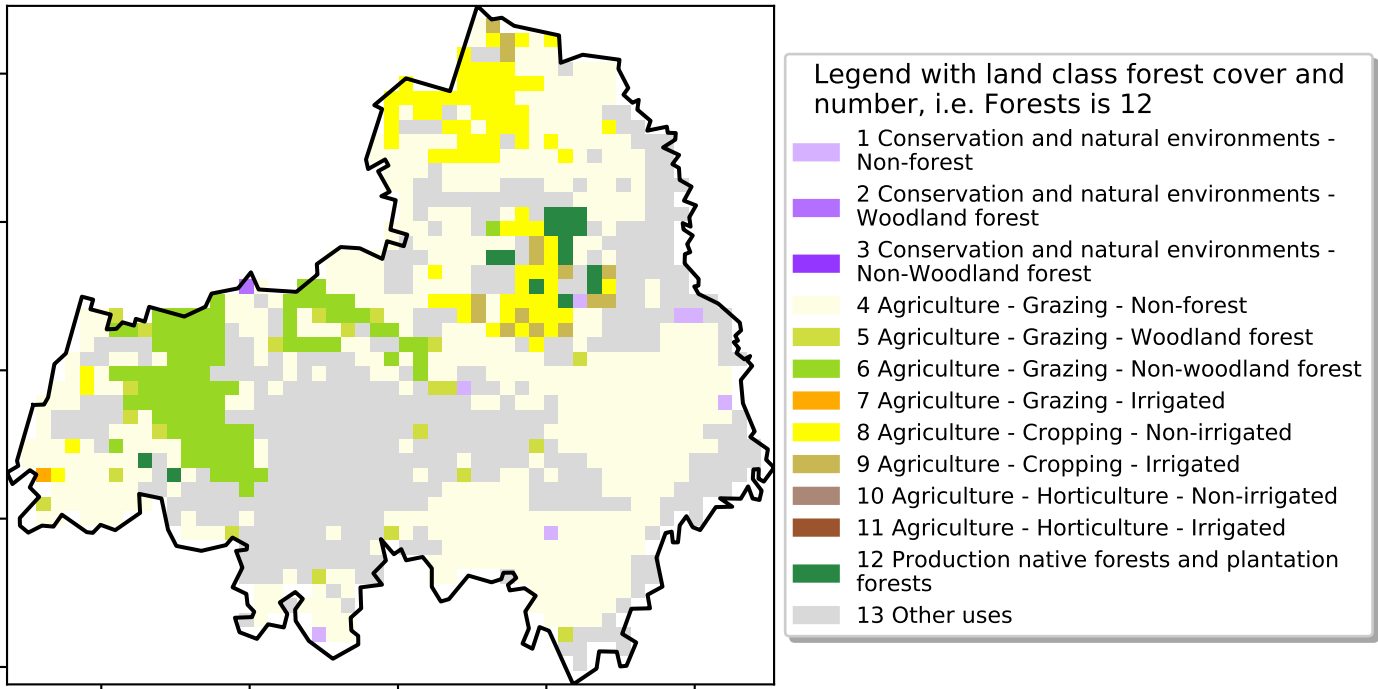 Legend with land class forest cover and
number, i.e. Forests is 12
1 Conservation and natural environments -
Non-forest
2 Conservation and natural environments -
Woodland forest
3 Conservation and natural environments -
Non-Woodland forest
4 Agriculture - Grazing - Non-forest
5 Agriculture - Grazing - Woodland forest
6 Agriculture - Grazing - Non-woodland forest
7 Agriculture - Grazing - Irrigated
8 Agriculture - Cropping - Non-irrigated
9 Agriculture - Cropping - Irrigated
10 Agriculture - Horticulture - Non-irrigated
11 Agriculture - Horticulture - Irrigated
12 Production native forests and plantation
forests
13 Other uses